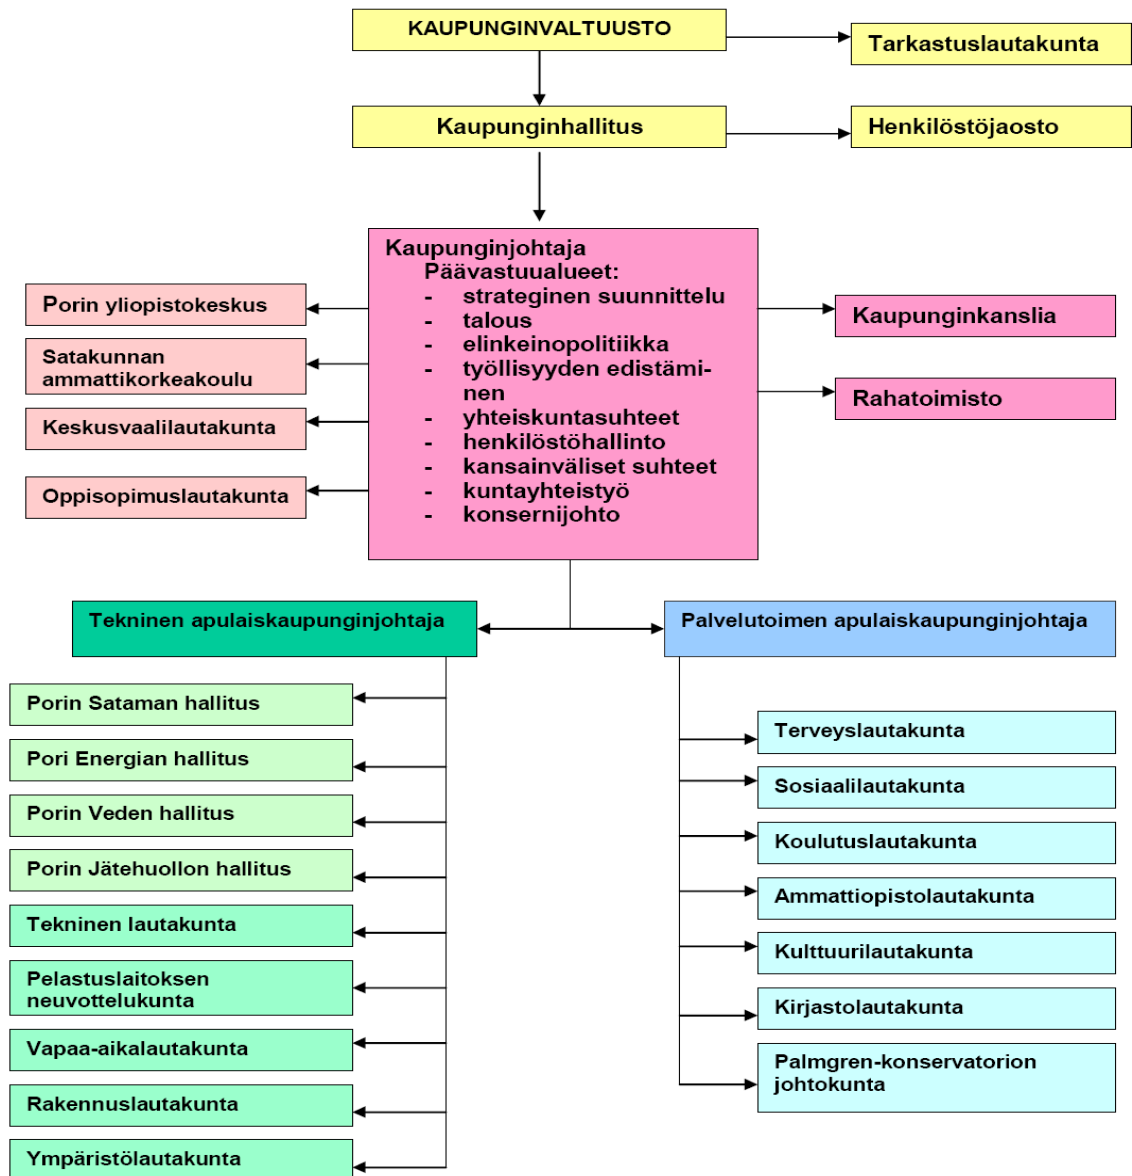 KAUPUNGINVALTUUSTO
Tarkastuslautakunta
Kaupunginhallitus
Henkilöstöjaosto
Kaupunginjohtaja
Päävastuualueet:
- strateginen suunnittelu
- talous
- elinkeinopolitiikka
- työllisyyden edistämi-
nen
- yhteiskuntasuhteet
- henkilöstöhallinto
- kansainväliset suhteet
- kuntayhteistyö
- konsernijohto
Porin yliopistokeskus
Satakunnan
ammattikorkeakoulu
Keskusvaalilautakunta
Oppisopimuslautakunta
Kaupunginkanslia
Rahatoimisto
Tekninen apulaiskaupunginjohtaja
Palvelutoimen apulaiskaupunginjohtaja
Porin Sataman hallitus
Pori Energian hallitus
Porin Veden hallitus
Porin Jätehuollon hallitus
Tekninen lautakunta
Pelastuslaitoksen
neuvottelukunta
Vapaa-aikalautakunta
Rakennuslautakunta
Ympäristölautakunta
Terveyslautakunta
Sosiaalilautakunta
Koulutuslautakunta
Ammattiopistolautakunta
Kulttuurilautakunta
Kirjastolautakunta
Palmgren-konservatorion
johtokunta